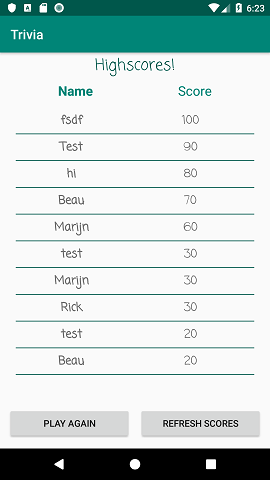 6:23
Trivia
Highscores!
Name Score
fsdf 100
Test 90
hi 80
Beau 70
Marijn 60
test 30
Marijn 30
Rick 30
test 20
Beau 20
PLAY AGAIN REFRESH SCORES